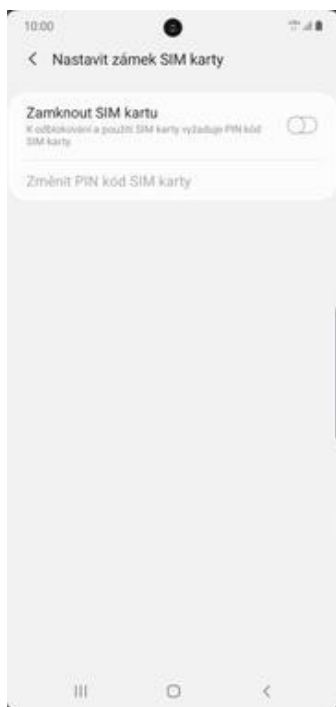 10:00
Nastavit zámek SIM karty
Zamknout SIM kartu
K odblokování a použití SIM karty vyžaduje PIN kód
SIM karty
Změnit PIN kód SIM karty